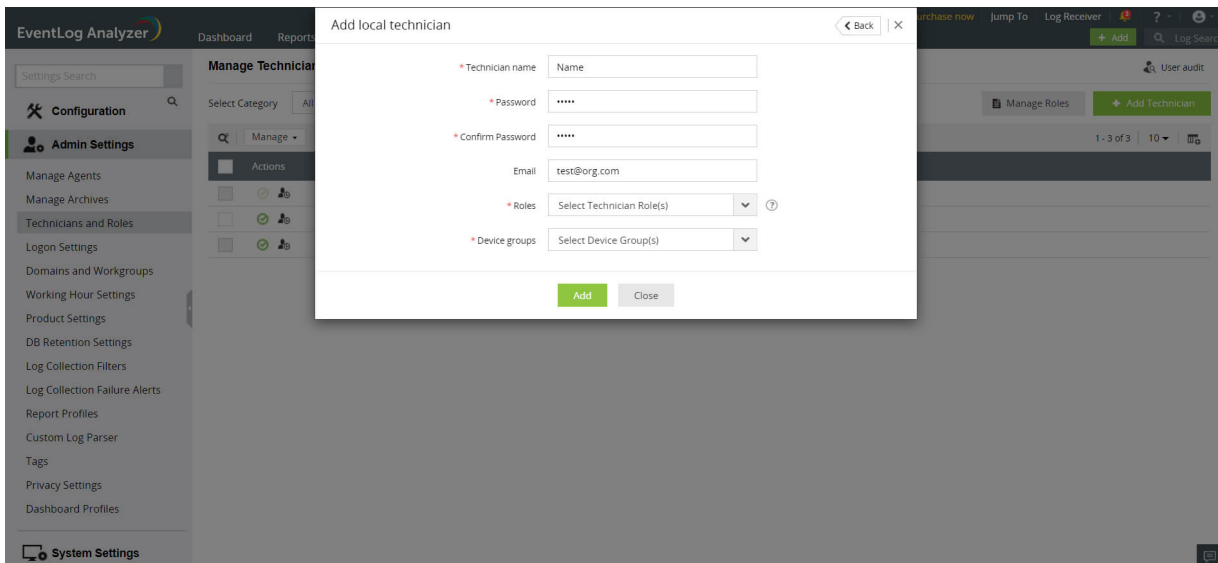 EventLog Analyzer
Dashboard Reports
Purchase now Jump To Log Receiver ? 
+ Add Log Searc
Settings Search
Configuration
Admin Settings
Manage Agents
Manage Archives
Technicians and Roles
Logon Settings
Domains and Workgroups
Working Hour Settings
Product Settings
DB Retention Settings
Log Collection Filters
Log Collection Failure Alerts
Report Profiles
Custom Log Parser
Tags
Privacy Settings
Dashboard Profiles
System Settings
Manage Technician
User audit
Select Category All
Manage Roles + Add Technician
Manage
1 - 3 of 3 10
Actions
Add local technician
Back ×
* Technician name Name
* Password •••••
* Confirm Password •••••
Email test@org.com
* Roles Select Technician Role(s) ?
* Device groups Select Device Group(s)
Add Close